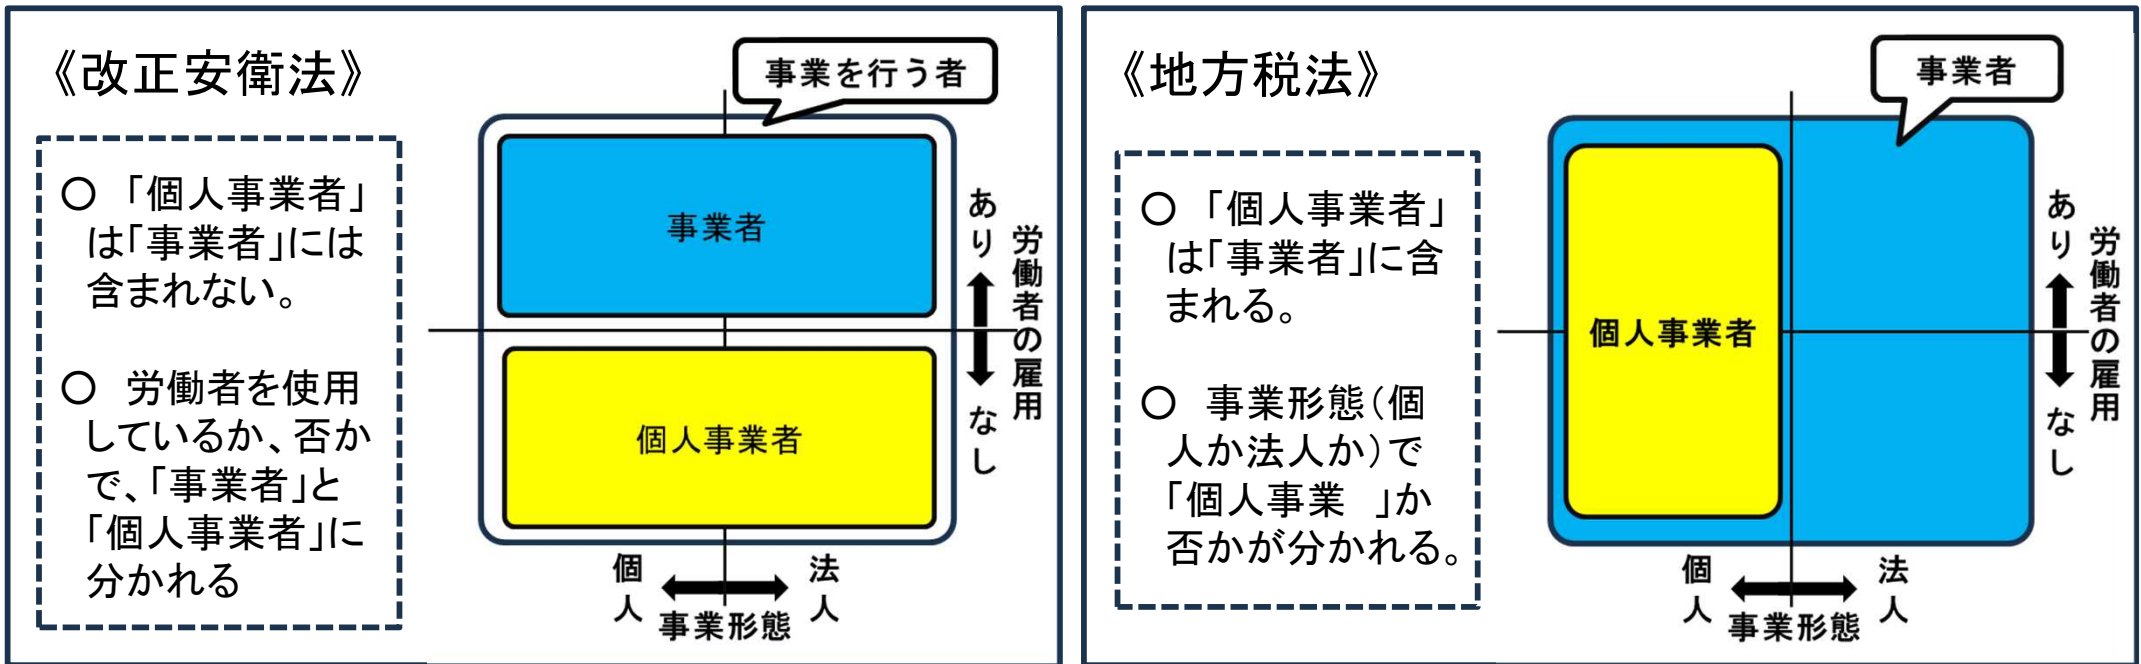 《改正安衛法》
事業を行う者
〇 「個人事業者」
は「事業者」には
含まれない。
〇 労働者を使用
しているか、否か
で、「事業者」と
「個人事業者」に
分かれる
事業者
個人事業者
あり
なし
労働者の雇用
個人
法人
事業形態
《地方税法》
事業者
〇 「個人事業者」
は「事業者」に含
まれる。
〇 事業形態(個
人か法人か)で
「個人事業 」か
否かが分かれる。
個人事業者
あり
なし
労働者の雇用
個人
法人
事業形態